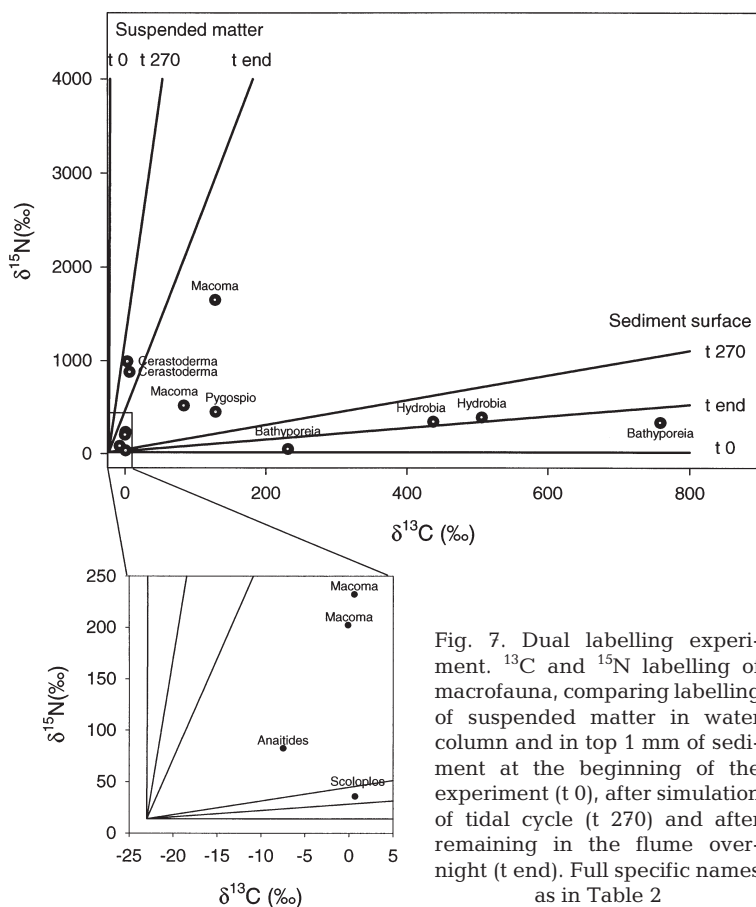 Suspended matter
t 0 t 270 t end
4000
3000
2000
1000
0
δ15N(‰)
Macoma
Cerastoderma
Cerastoderma
Macoma
Pygospio
Bathyporeia
Hydrobia
Hydrobia
Bathyporeia
Sediment surface
t 270
t end
t 0
0 200 400 600 800
δ13C (‰)
250
200
150
100
50
0
δ15N(‰)
Macoma
Macoma
Anaitides
Scoloplos
-25 -20 -15 -10 -5 0 5
δ13C (‰)
Fig. 7. Dual labelling experi-
ment. 13C and 15N labelling of
macrofauna, comparing labelling
of suspended matter in water
column and in top 1 mm of sedi-
ment at the beginning of the
experiment (t 0), after simulation
of tidal cycle (t 270) and after
remaining in the flume over-
night (t end). Full specific names
as in Table 2